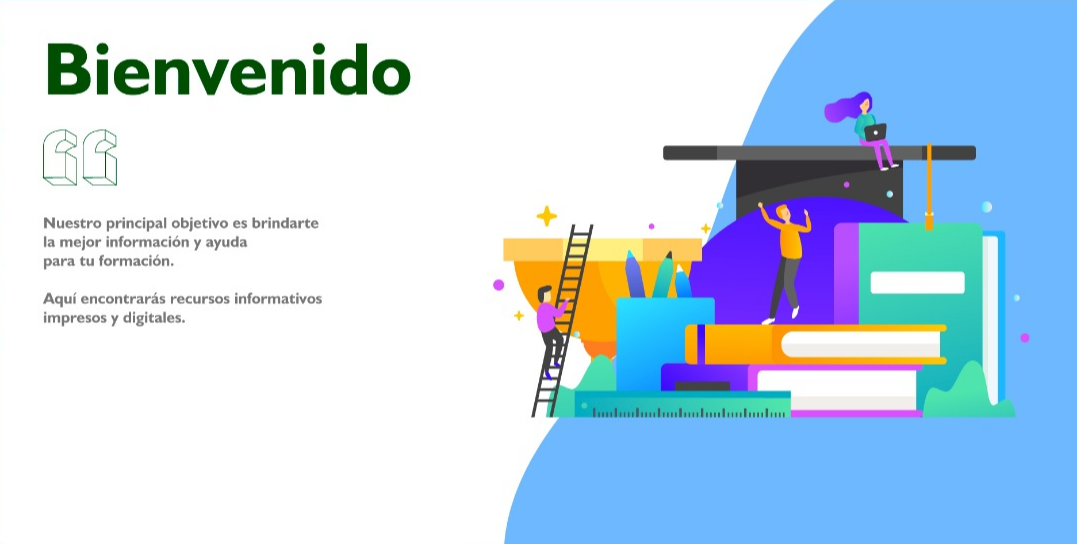 Bienvenido
Nuestro principal objetivo es brindarte
la mejor información y ayuda
para tu formación.
Aquí encontrarás recursos informativos
impresos y digitales.